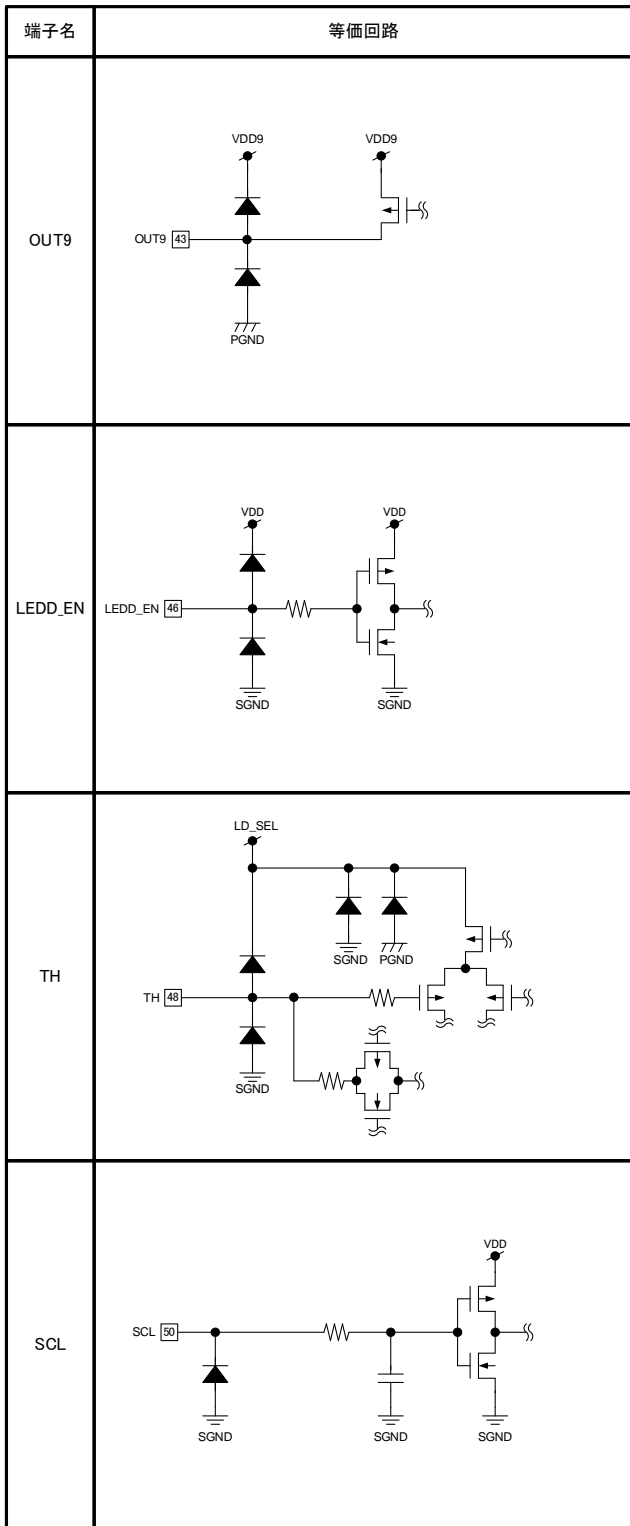 端子名 等価回路
OUT9
VDD9 VDD9
OUT9 43
PGND
LEDD_EN
VDD VDD
LEDD_EN 46
SGND SGND
TH
LD_SEL
SGND PGND
TH 48
SGND
SCL
VDD
SCL 50
SGND SGND SGND